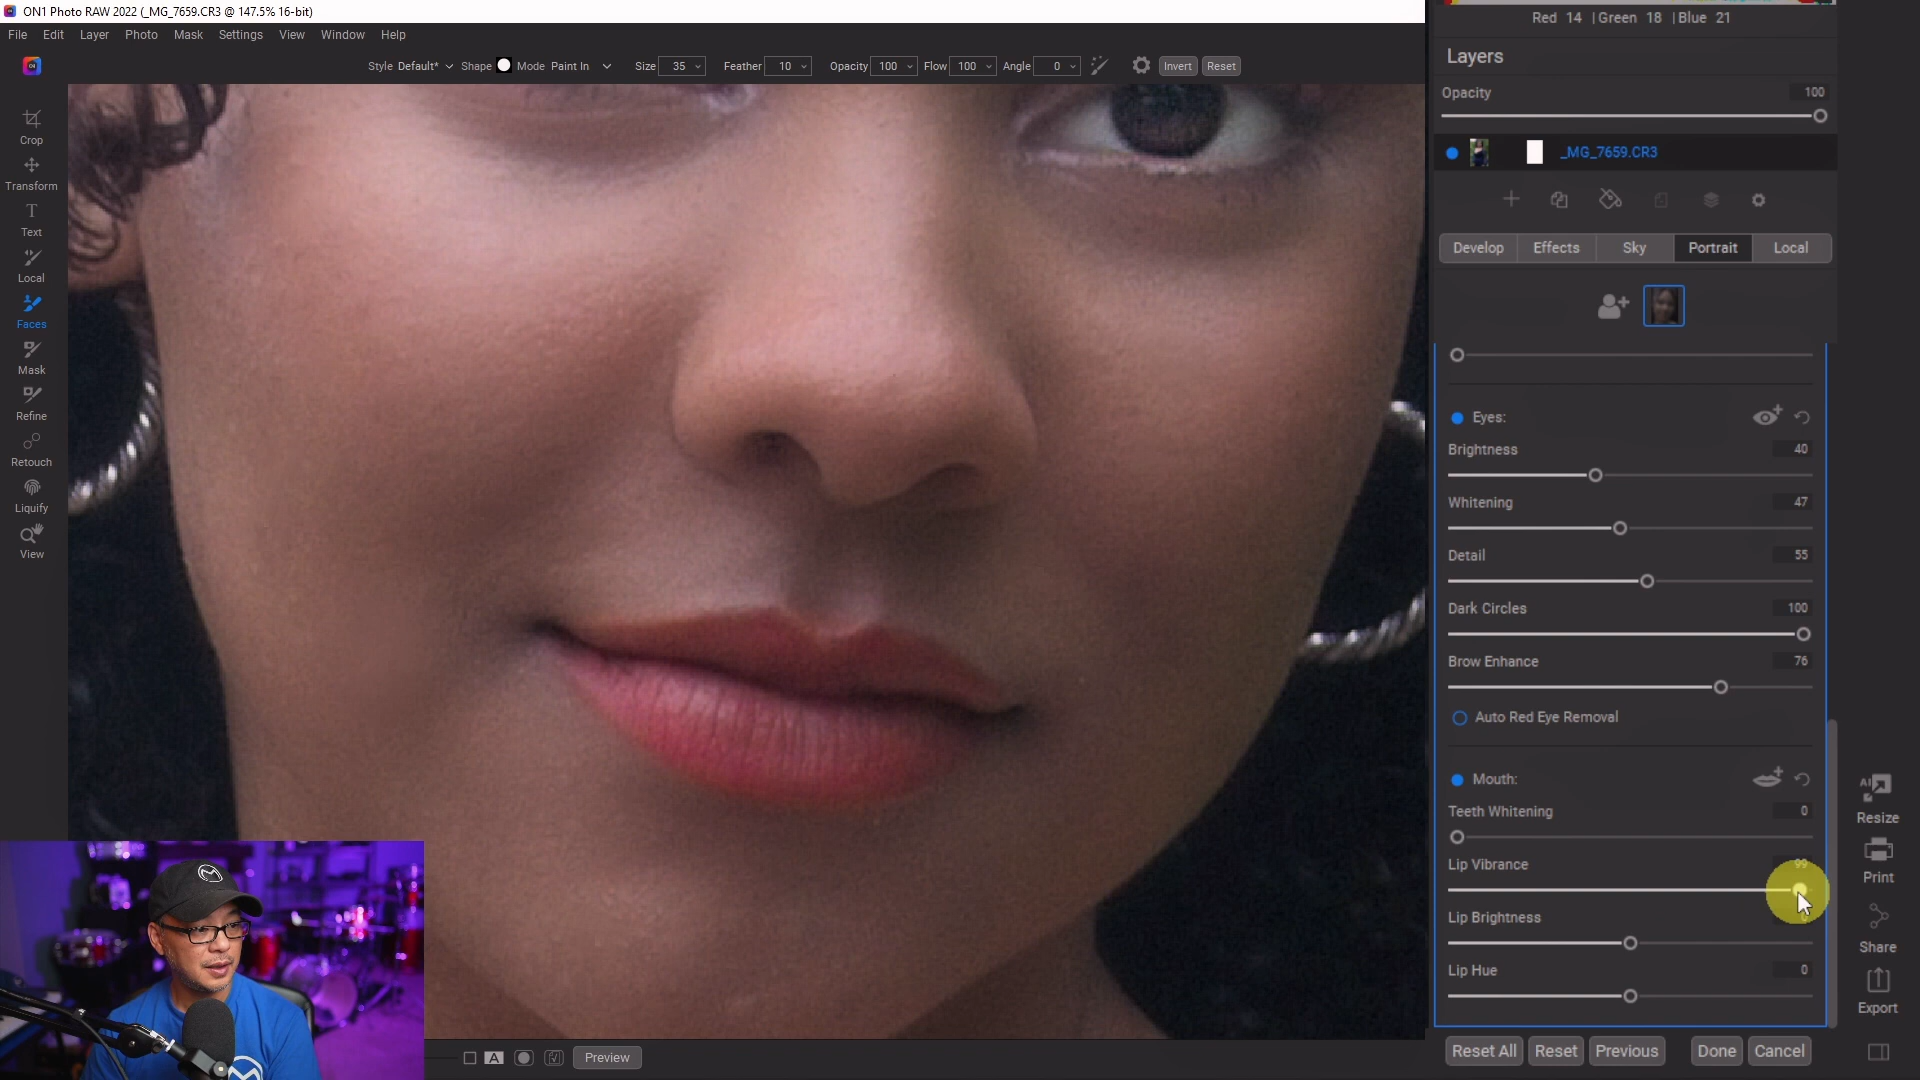 ON1 Photo RAW 2022 (_MG_7659.CR3 @ 147.5% 16-bit)
File Edit Layer Photo Mask Settings View Window Help
Style Default* Shape Mode Paint In Size 35 Feather 10 Opacity 100 Flow 100 Angle 0 Invert Reset
Crop
Transform
Text
Local
Faces
Mask
Refine
Retouch
Liquify
View
A Preview
Red 14 | Green 18 | Blue 21
Layers
Opacity 100
_MG_7659.CR3
Develop Effects Sky Portrait Local
Eyes:
Brightness 40
Whitening 47
Detail 55
Dark Circles 100
Brow Enhance 76
Auto Red Eye Removal
Mouth:
Teeth Whitening 0
Lip Vibrance 99
Lip Brightness
Lip Hue 0
Reset All Reset Previous Done Cancel
AI
Resize
Print
Share
Export